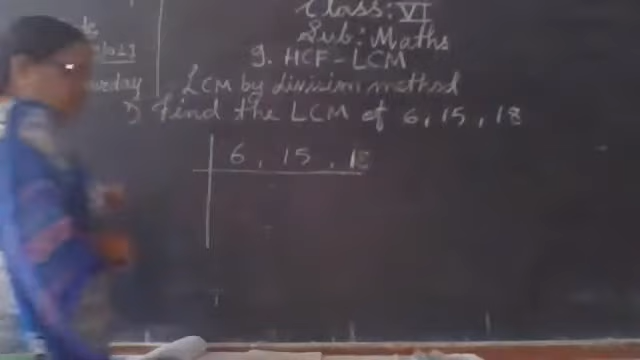 Class: VI
Sub: Maths
9. HCF-LCM
LCM by division method
1) Find the LCM of 6, 15, 18
6, 15, 18